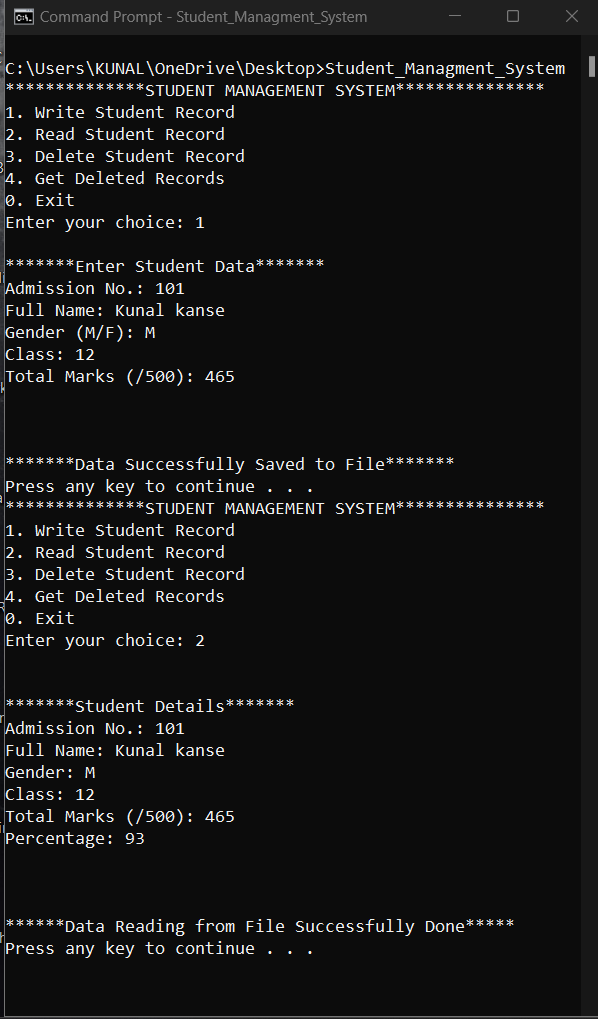 Command Prompt - Student_Managment_System
C:\Users\KUNAL\OneDrive\Desktop>Student_Managment_System
**************STUDENT MANAGEMENT SYSTEM***************
1. Write Student Record
2. Read Student Record
3. Delete Student Record
4. Get Deleted Records
0. Exit
Enter your choice: 1
*******Enter Student Data*******
Admission No.: 101
Full Name: Kunal kanse
Gender (M/F): M
Class: 12
Total Marks (/500): 465
*******Data Successfully Saved to File*******
Press any key to continue . . .
**************STUDENT MANAGEMENT SYSTEM***************
1. Write Student Record
2. Read Student Record
3. Delete Student Record
4. Get Deleted Records
0. Exit
Enter your choice: 2
*******Student Details*******
Admission No.: 101
Full Name: Kunal kanse
Gender: M
Class: 12
Total Marks (/500): 465
Percentage: 93
******Data Reading from File Successfully Done*****
Press any key to continue . . .